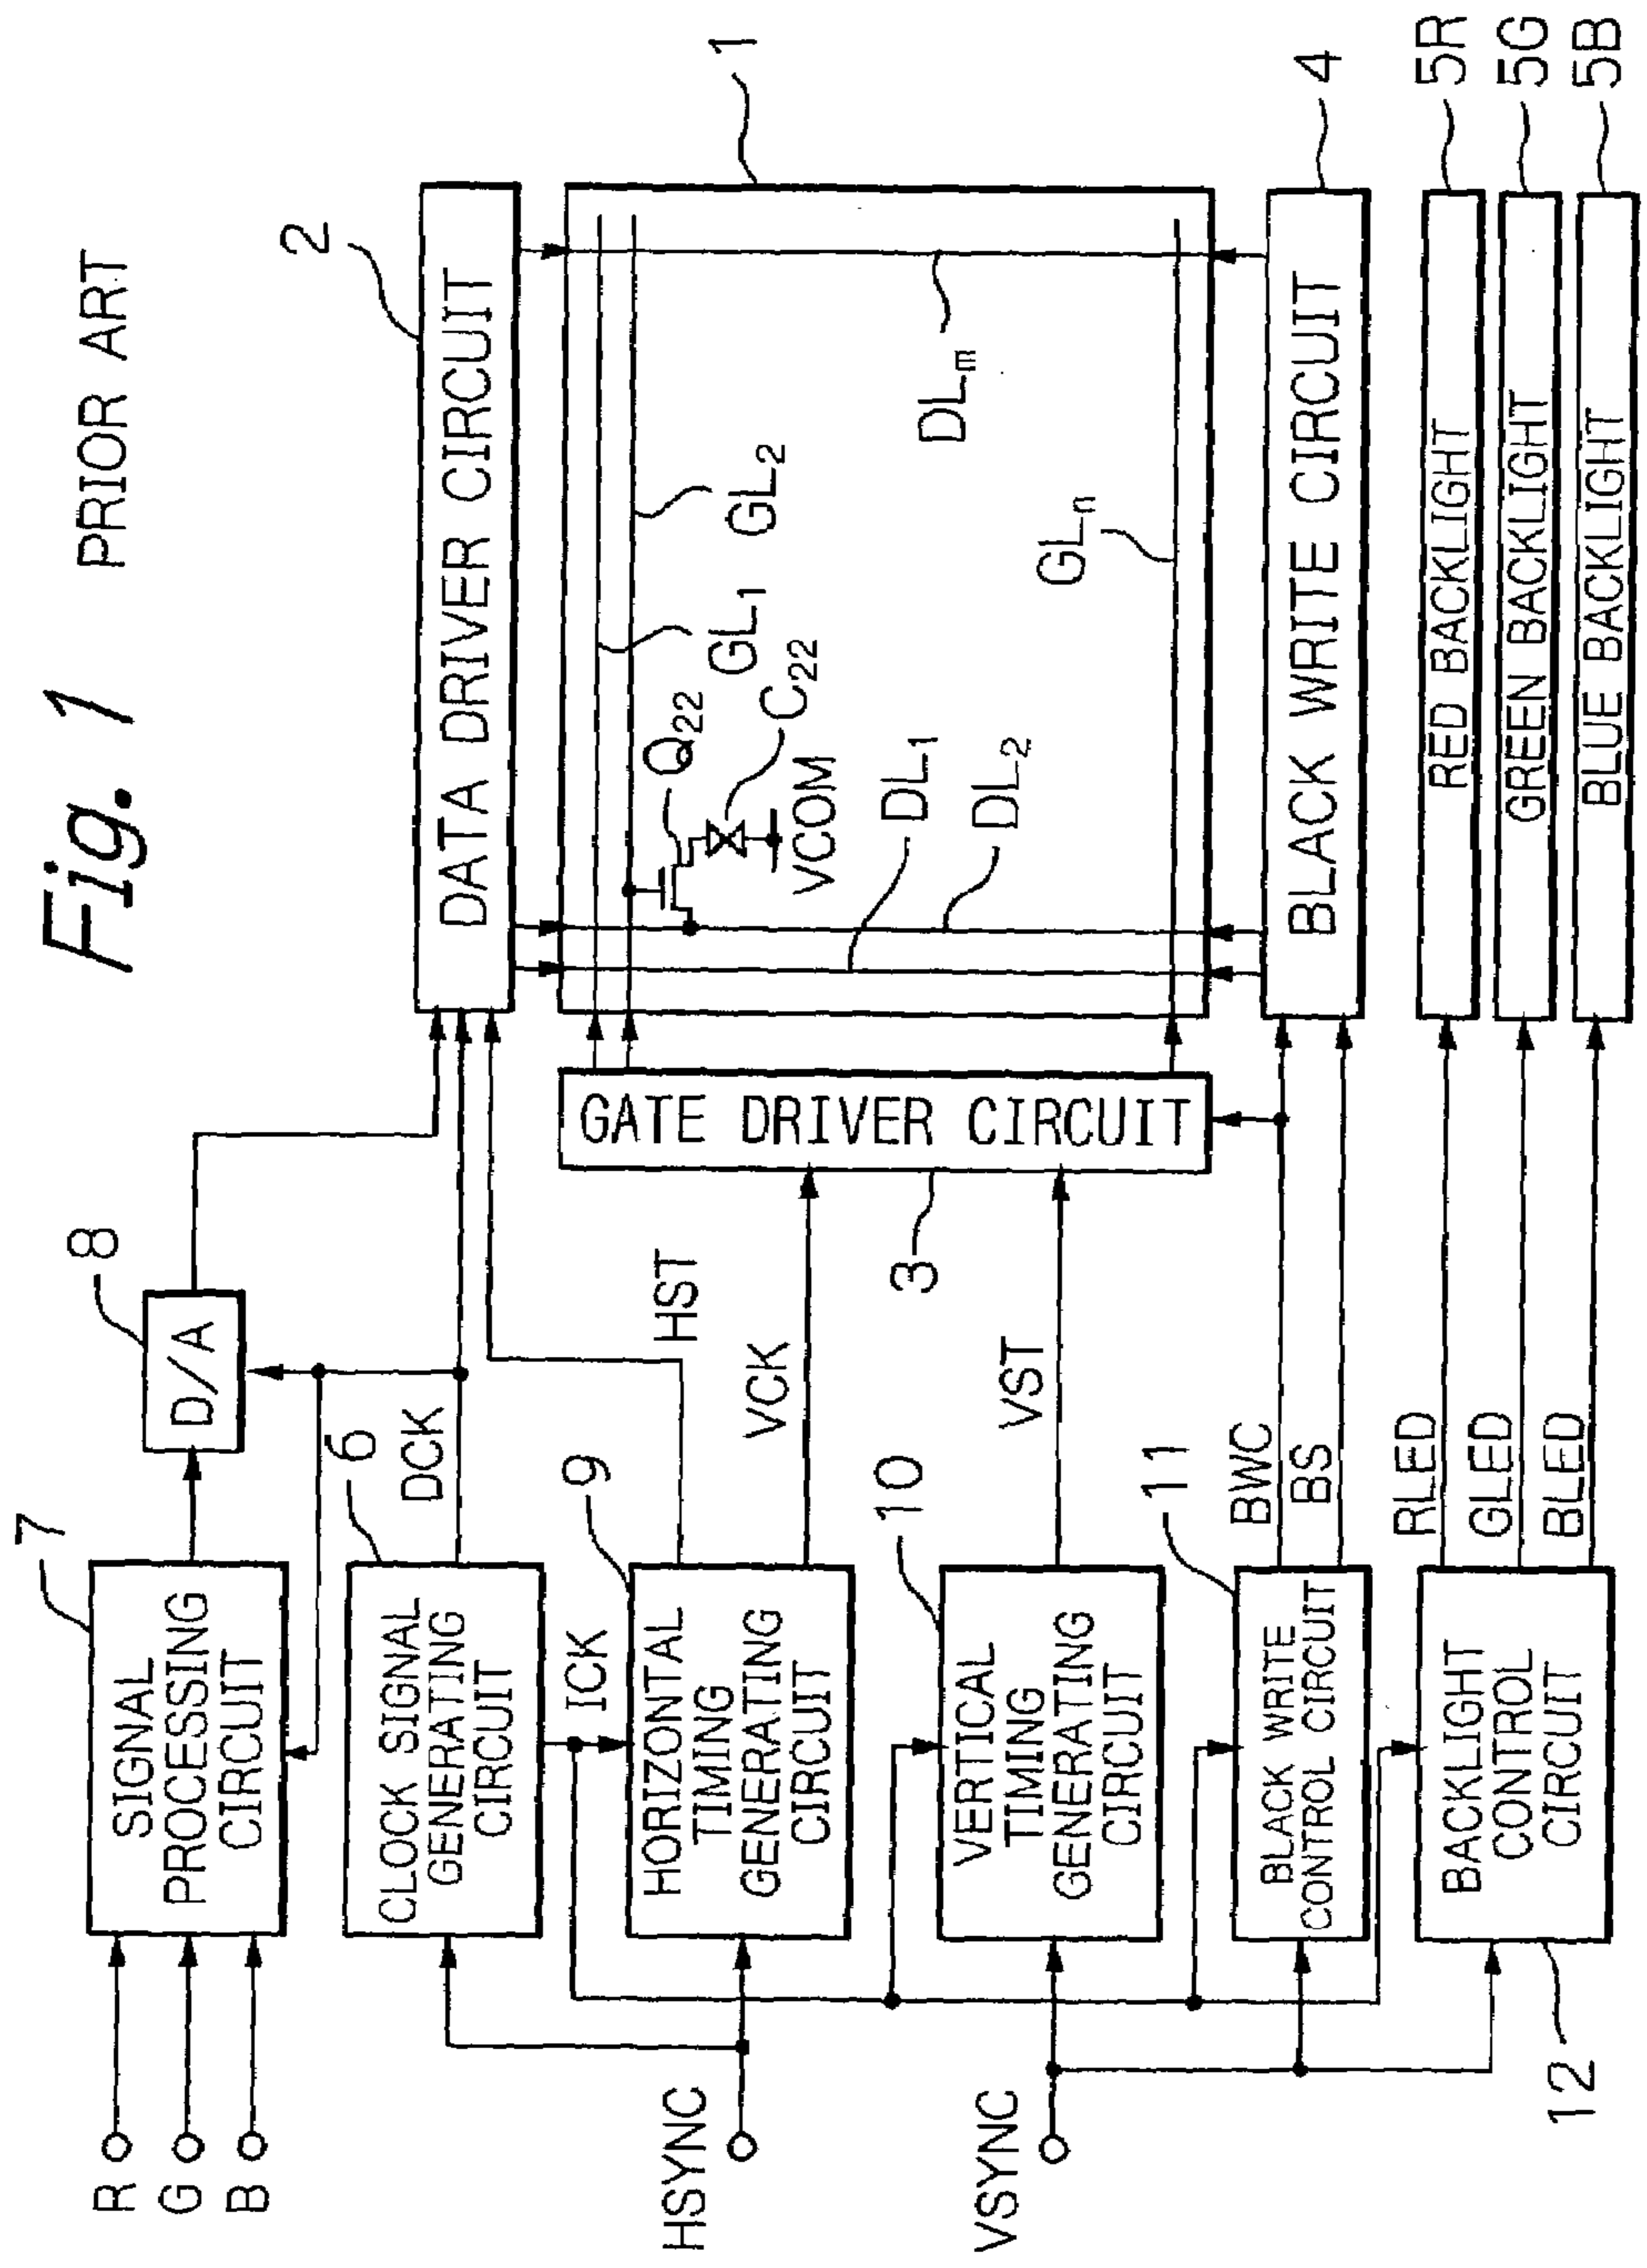 Fig. 1
PRIOR ART
7
8
2
1
R
G
B
SIGNAL
PROCESSING
CIRCUIT
D/A
DATA DRIVER CIRCUIT
6
DCK
CLOCK SIGNAL
GENERATING
CIRCUIT
ICK
HST
9
HSYNC
HORIZONTAL
TIMING
GENERATING
CIRCUIT
VCK
GATE DRIVER CIRCUIT
3
Q22
C22
VCOM
GL1
GL2
DL1
DL2
DLm
GLn
10
VSYNC
VERTICAL
TIMING
GENERATING
CIRCUIT
VST
11
BLACK WRITE
CONTROL CIRCUIT
BWC
BS
BLACK WRITE CIRCUIT
4
12
BACKLIGHT
CONTROL
CIRCUIT
RLED
GLED
BLED
RED BACKLIGHT
5R
GREEN BACKLIGHT
5G
BLUE BACKLIGHT
5B